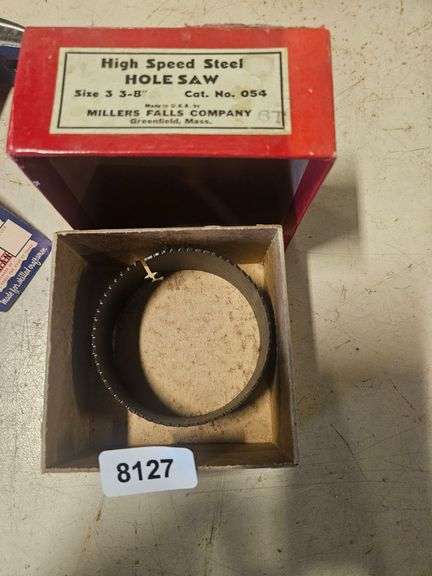 High Speed Steel
HOLE SAW
Size 3 3-8" Cat. No. 054
Made in U.S.A. by
MILLERS FALLS COMPANY
Greenfield, Mass.
8127